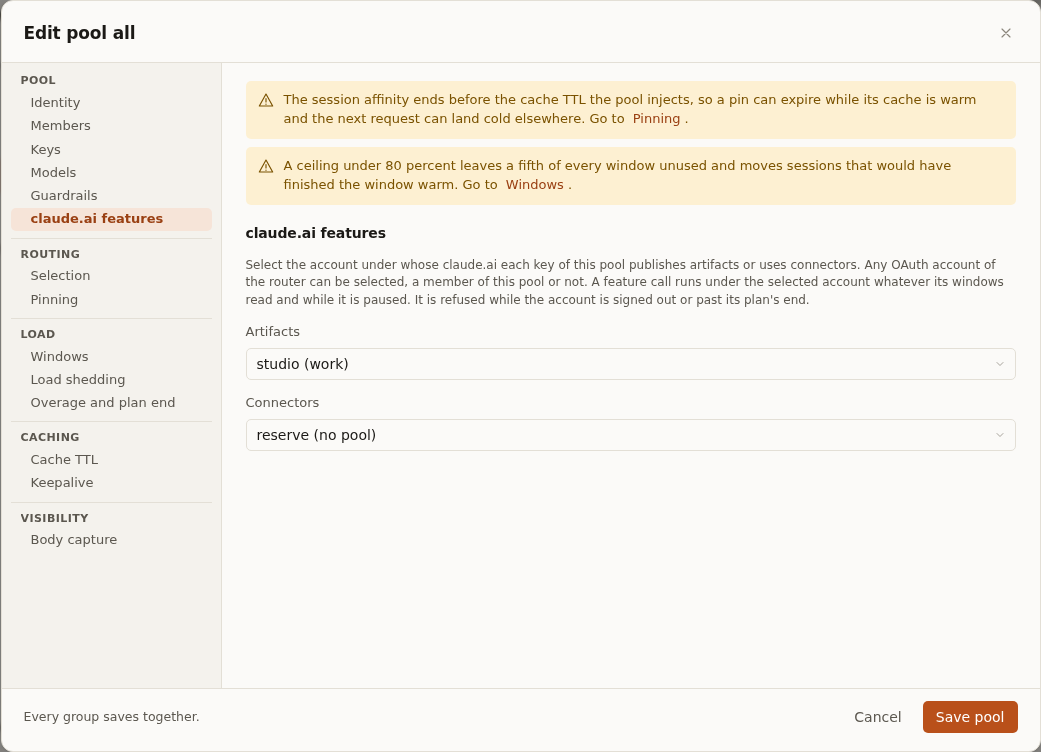 Edit pool all
POOL
Identity
Members
Keys
Models
Guardrails
claude.ai features
ROUTING
Selection
Pinning
LOAD
Windows
Load shedding
Overage and plan end
CACHING
Cache TTL
Keepalive
VISIBILITY
Body capture
The session affinity ends before the cache TTL the pool injects, so a pin can expire while its cache is warm
and the next request can land cold elsewhere. Go to Pinning .
A ceiling under 80 percent leaves a fifth of every window unused and moves sessions that would have
finished the window warm. Go to Windows .
claude.ai features
Select the account under whose claude.ai each key of this pool publishes artifacts or uses connectors. Any OAuth account of
the router can be selected, a member of this pool or not. A feature call runs under the selected account whatever its windows
read and while it is paused. It is refused while the account is signed out or past its plan's end.
Artifacts
studio (work)
Connectors
reserve (no pool)
Every group saves together.
Cancel
Save pool